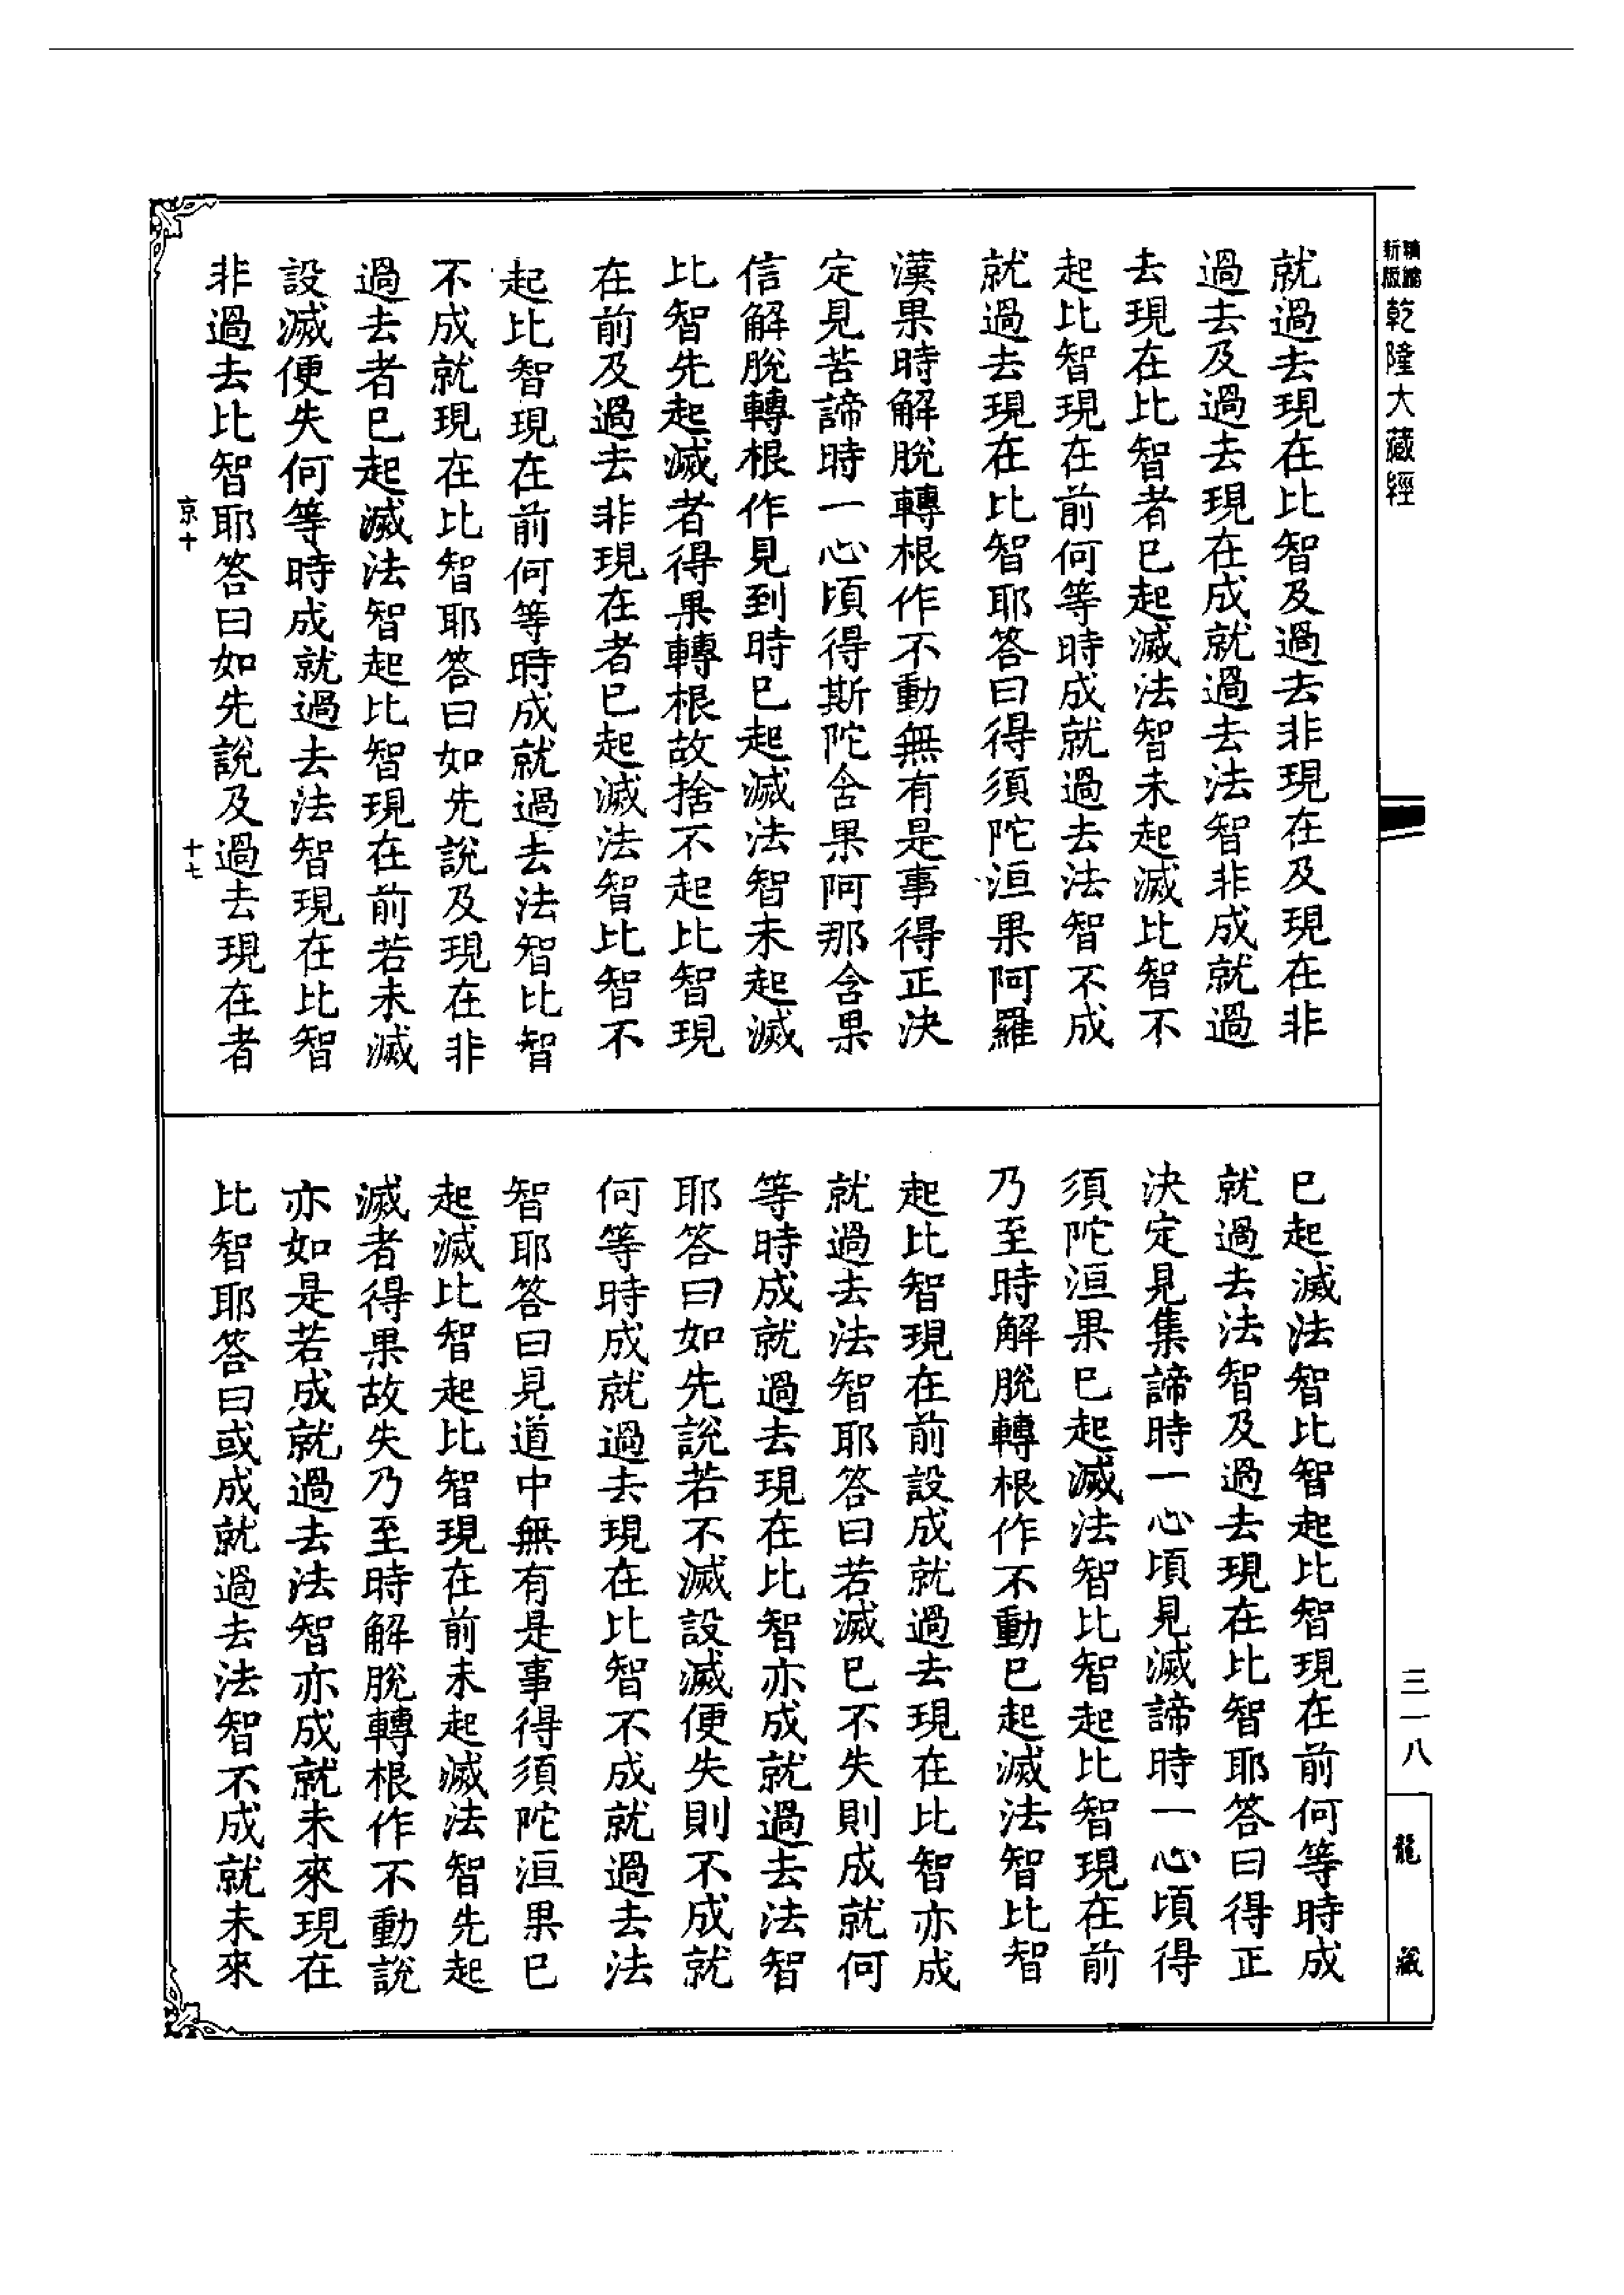 新版
精縮
乾隆大藏經
就過去現在比智及過去非現在及現在非
過去及過去現在成就過去法智非成就過
去現在比智者已起滅法智未起滅比智不
起比智現在前何等時成就過去法智不成
就過去現在比智耶答曰得須陀洹果阿羅
漢果時解脫轉根作不動無有是事得正決
定見苦諦時一心頃得斯陀含果阿那含果
信解脫轉根作見到時已起滅法智未起滅
比智先起滅者得果轉根故捨不起比智現
在前及過去非現在者已起滅法智比智不
起比智現在前何等時成就過去法智比智
不成就現在比智耶答曰如先說及現在非
過去者已起滅法智起比智現在前若未滅
設滅便失何等時成就過去法智現在比智
非過去比智耶答曰如先說及過去現在者
京十
十七
已起滅法智比智起比智現在前何等時成
就過去法智及過去現在比智耶答曰得正
決定見集諦時一心頃見滅諦時一心頃得
須陀洹果已起滅法智比智起比智現在前
乃至時解脫轉根作不動已起滅法智比智
起比智現在前設成就過去現在比智亦成
就過去法智耶答曰若滅已不失則成就何
等時成就過去現在比智亦成就過去法智
耶答曰如先說若不滅設滅便失則不成就
何等時成就過去現在比智不成就過去法
智耶答曰見道中無有是事得須陀洹果已
起滅比智起比智現在前未起滅法智先起
滅者得果故失乃至時解脫轉根作不動說
亦如是若成就過去法智亦成就未來現在
比智耶答曰或成就過去法智不成就未來
三一八
龍藏